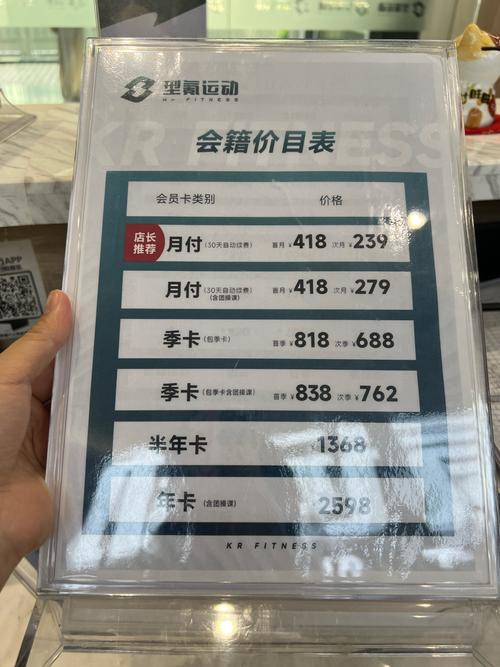 型氪运动
KR FITNESS
会籍价目表
会员卡类别 价格
店长推荐 月付(30天自动续费) 首月¥418 次月¥239
月付(30天自动续费)(含团操课) 首月¥418 次月¥279
季卡(包季卡) 首季¥818 次季¥688
季卡(包季卡含团操课) 首季¥838 次季¥762
半年卡 1368
年卡(含团操课) 2598
KR FITNESS
APP